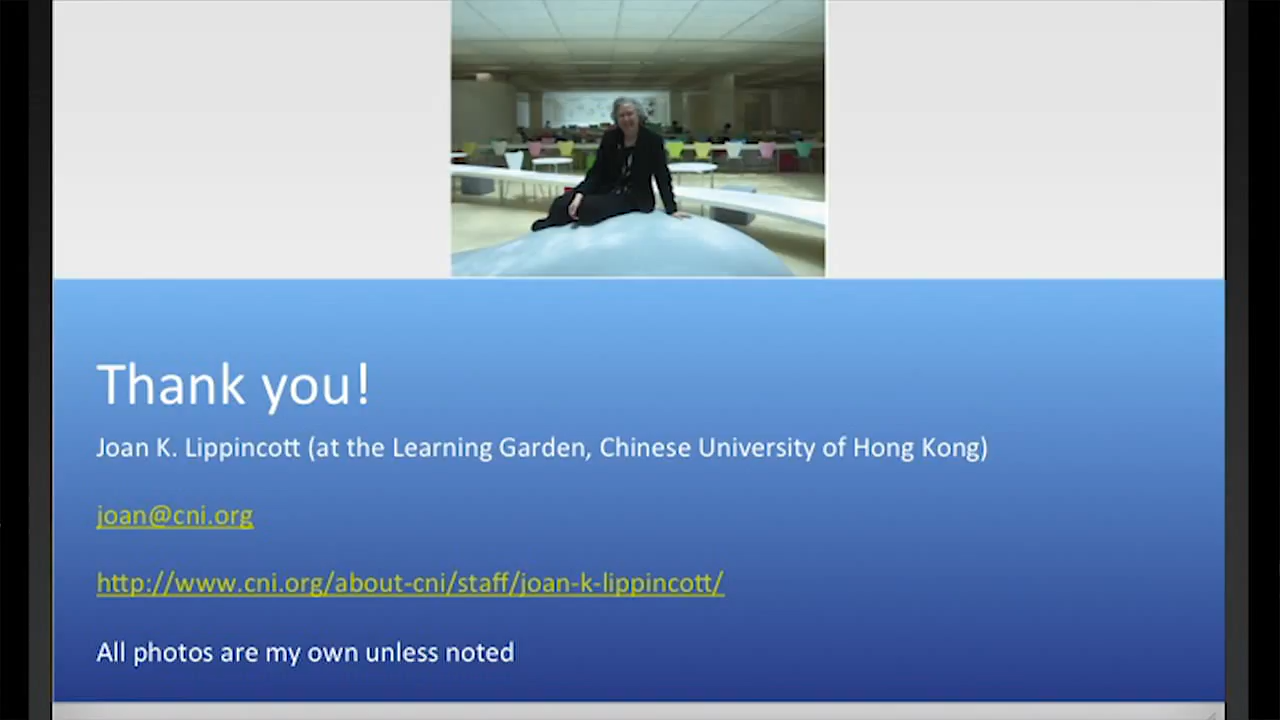 Thank you!
Joan K. Lippincott (at the Learning Garden, Chinese University of Hong Kong)
joan@cni.org
http://www.cni.org/about-cni/staff/joan-k-lippincott/
All photos are my own unless noted